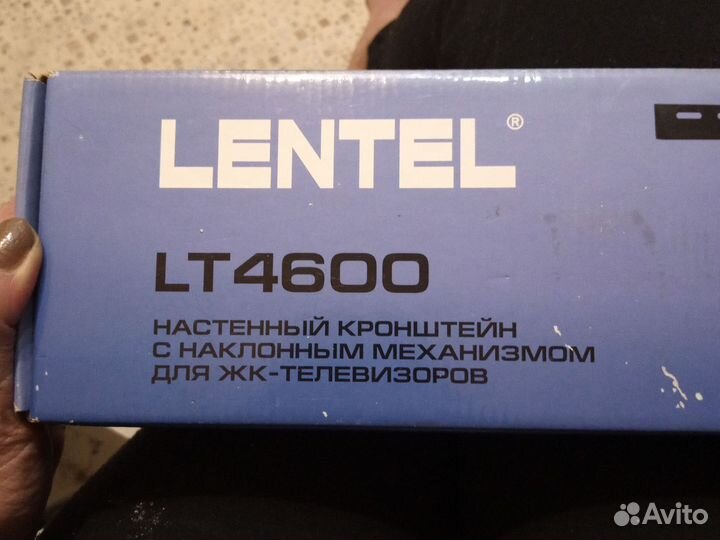 LENTEL®
LT4600
НАСТЕННЫЙ КРОНШТЕЙН
С НАКЛОННЫМ МЕХАНИЗМОМ
ДЛЯ ЖК-ТЕЛЕВИЗОРОВ
Avito